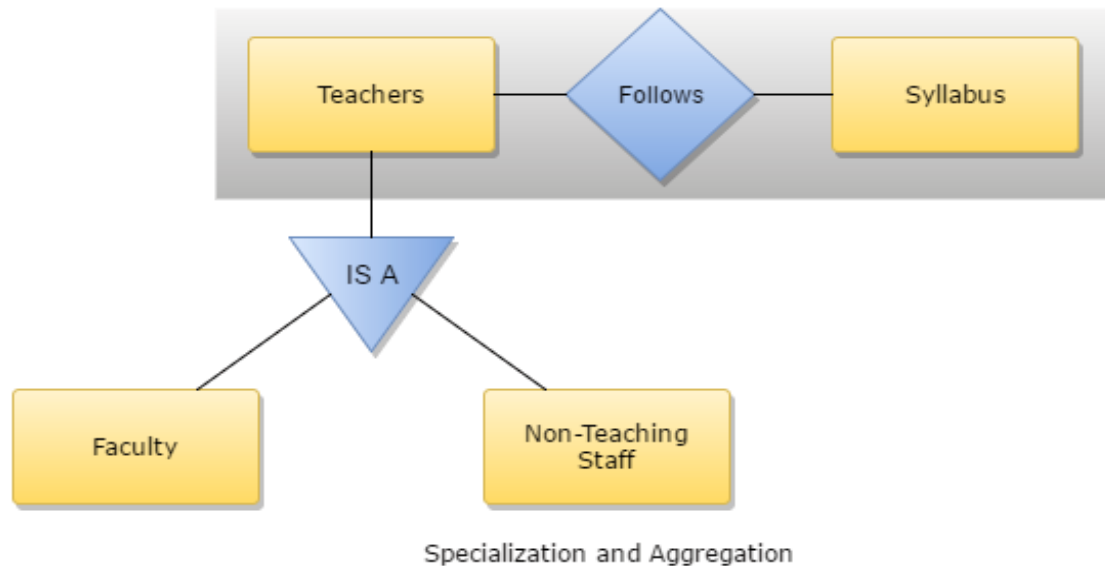 Teachers
Follows
Syllabus
IS A
Faculty
Non-Teaching
Staff
Specialization and Aggregation